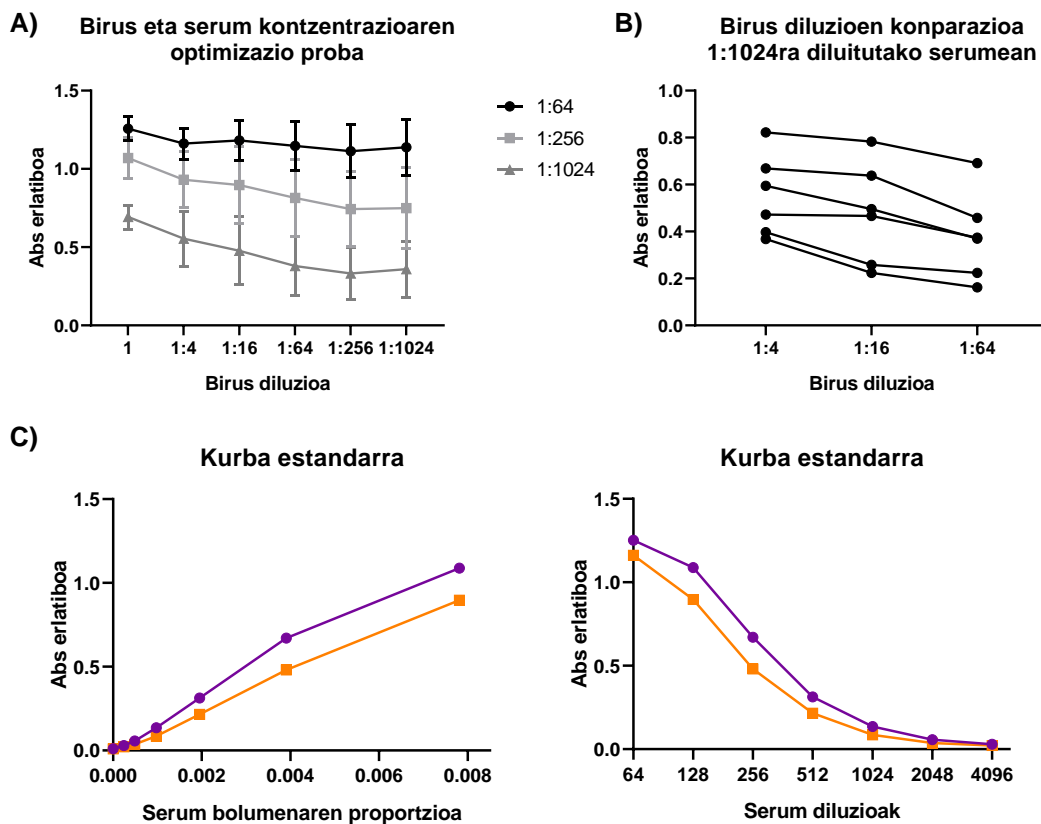 A)
Birus eta serum kontzentrazioaren
optimizazio proba
Abs erlatiboa
1.5
1.0
0.5
0.0
1
1:4
1:16
1:64
1:256
1:1024
Birus diluzioa
1:64
1:256
1:1024
B)
Birus diluzioen konparazioa
1:1024ra diluitutako serumean
Abs erlatiboa
1.0
0.8
0.6
0.4
0.2
0.0
1:4
1:16
1:64
Birus diluzioa
C)
Kurba estandarra
Abs erlatiboa
1.5
1.0
0.5
0.0
0.000
0.002
0.004
0.006
0.008
Serum bolumenaren proportzioa
Kurba estandarra
Abs erlatiboa
1.5
1.0
0.5
0.0
64
128
256
512
1024
2048
4096
Serum diluzioak